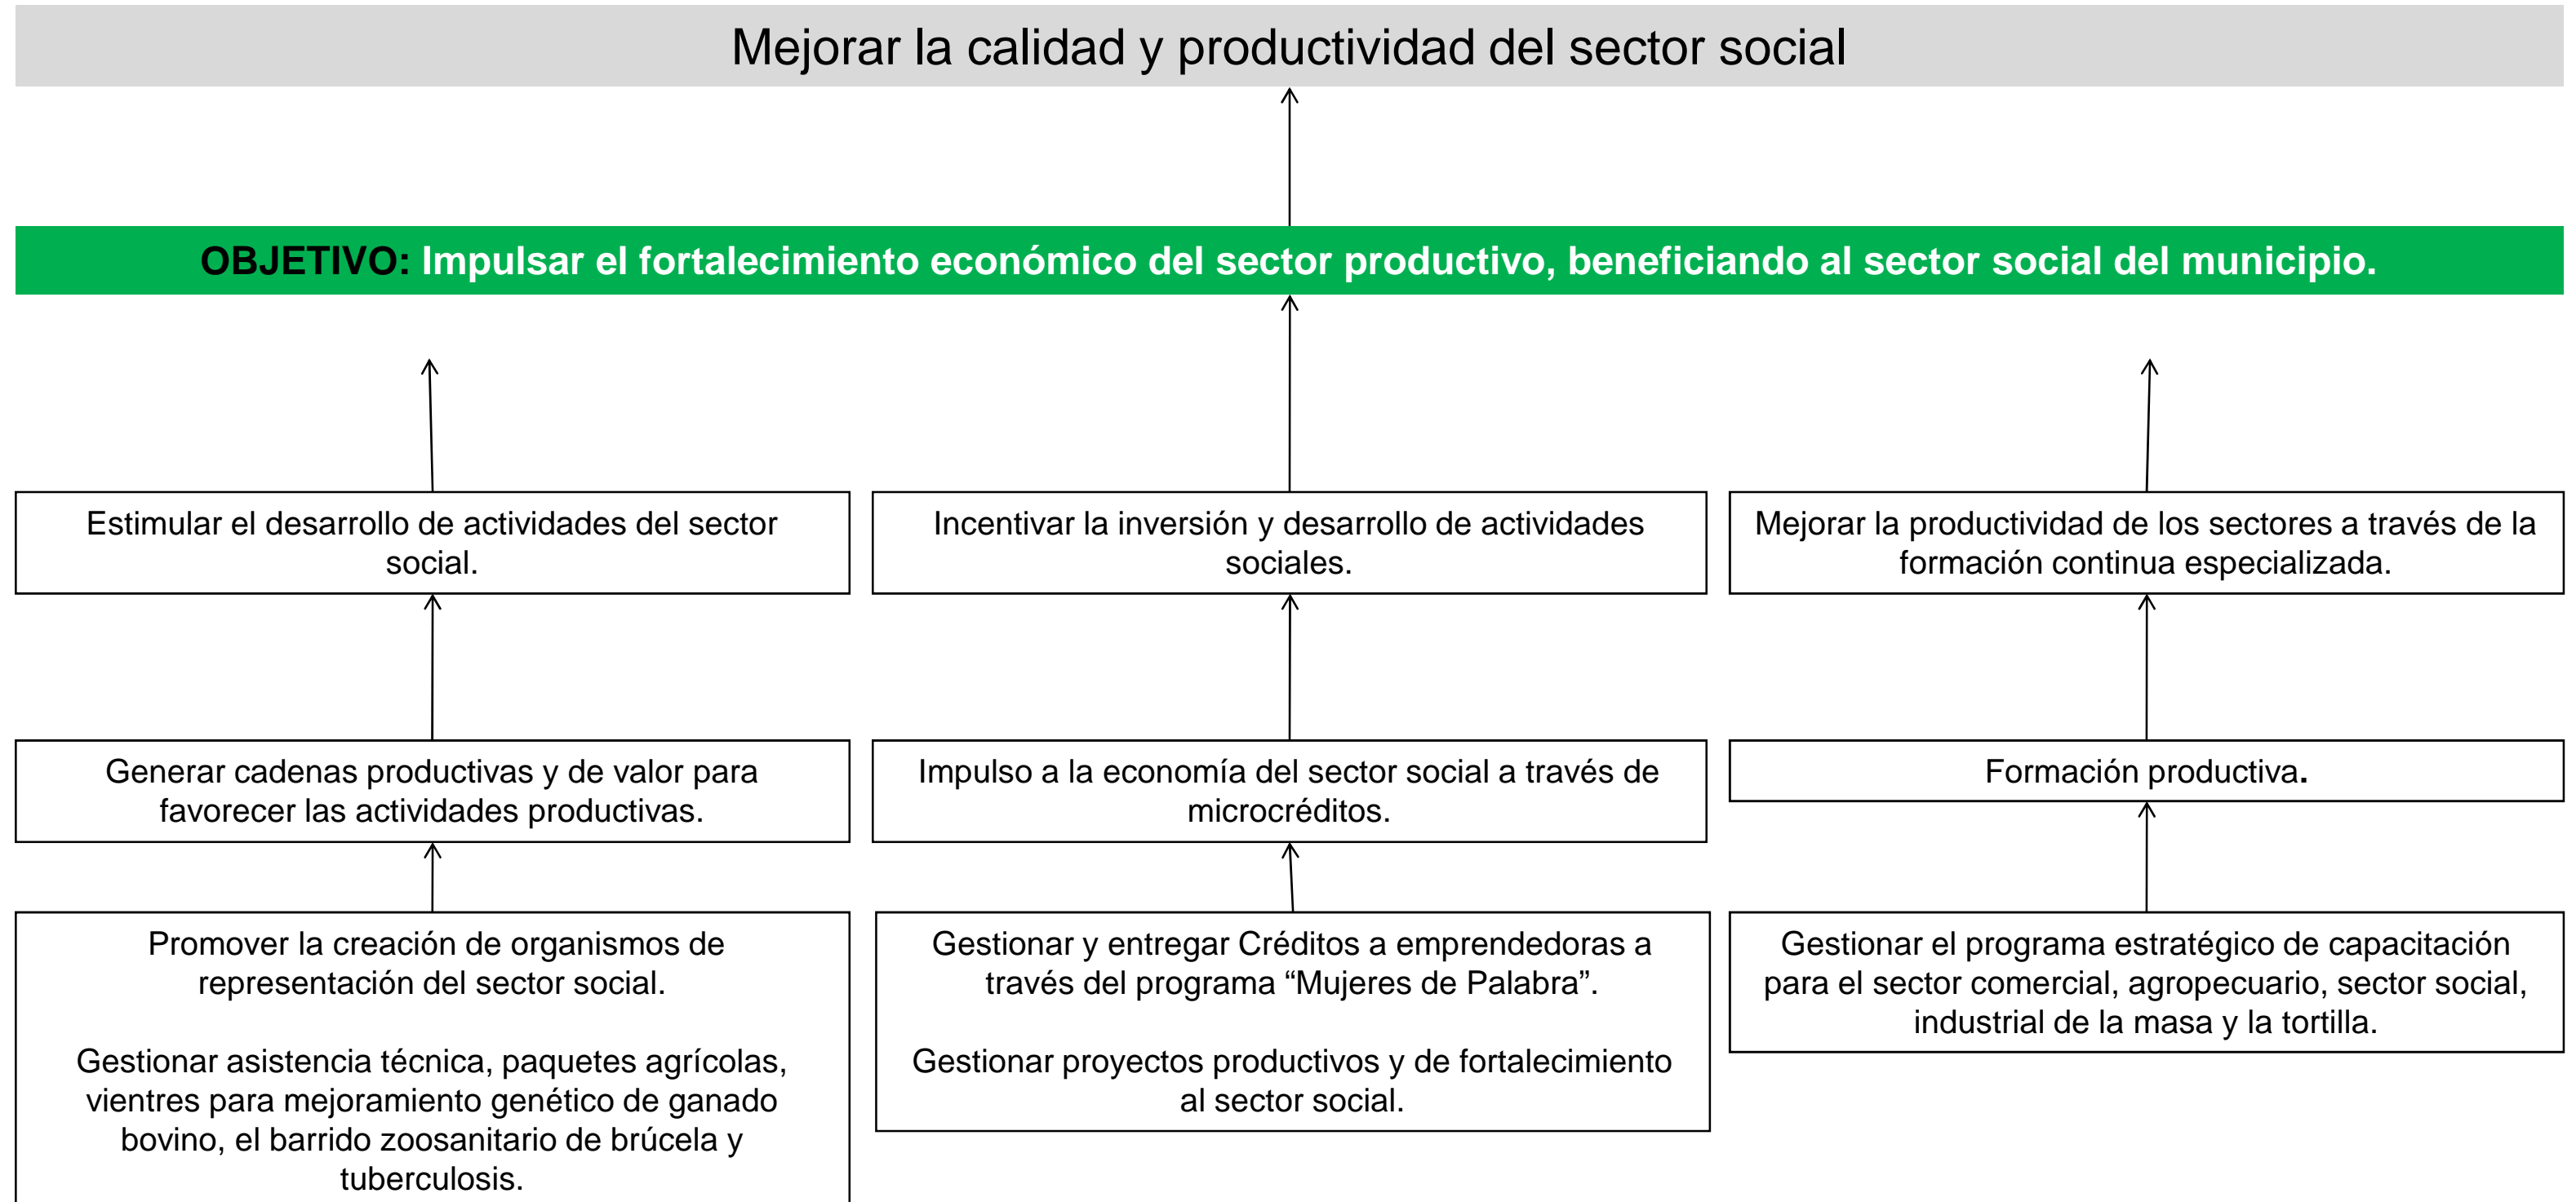 Mejorar la calidad y productividad del sector social
OBJETIVO: Impulsar el fortalecimiento económico del sector productivo, beneficiando al sector social del municipio.
Estimular el desarrollo de actividades del sector
social.
Incentivar la inversión y desarrollo de actividades
sociales.
Mejorar la productividad de los sectores a través de la
formación continua especializada.
Generar cadenas productivas y de valor para
favorecer las actividades productivas.
Impulso a la economía del sector social a través de
microcréditos.
Formación productiva.
Promover la creación de organismos de
representación del sector social.
Gestionar asistencia técnica, paquetes agrícolas,
vientres para mejoramiento genético de ganado
bovino, el barrido zoosanitario de brúcela y
tuberculosis.
Gestionar y entregar Créditos a emprendedoras a
través del programa “Mujeres de Palabra”.
Gestionar proyectos productivos y de fortalecimiento
al sector social.
Gestionar el programa estratégico de capacitación
para el sector comercial, agropecuario, sector social,
industrial de la masa y la tortilla.